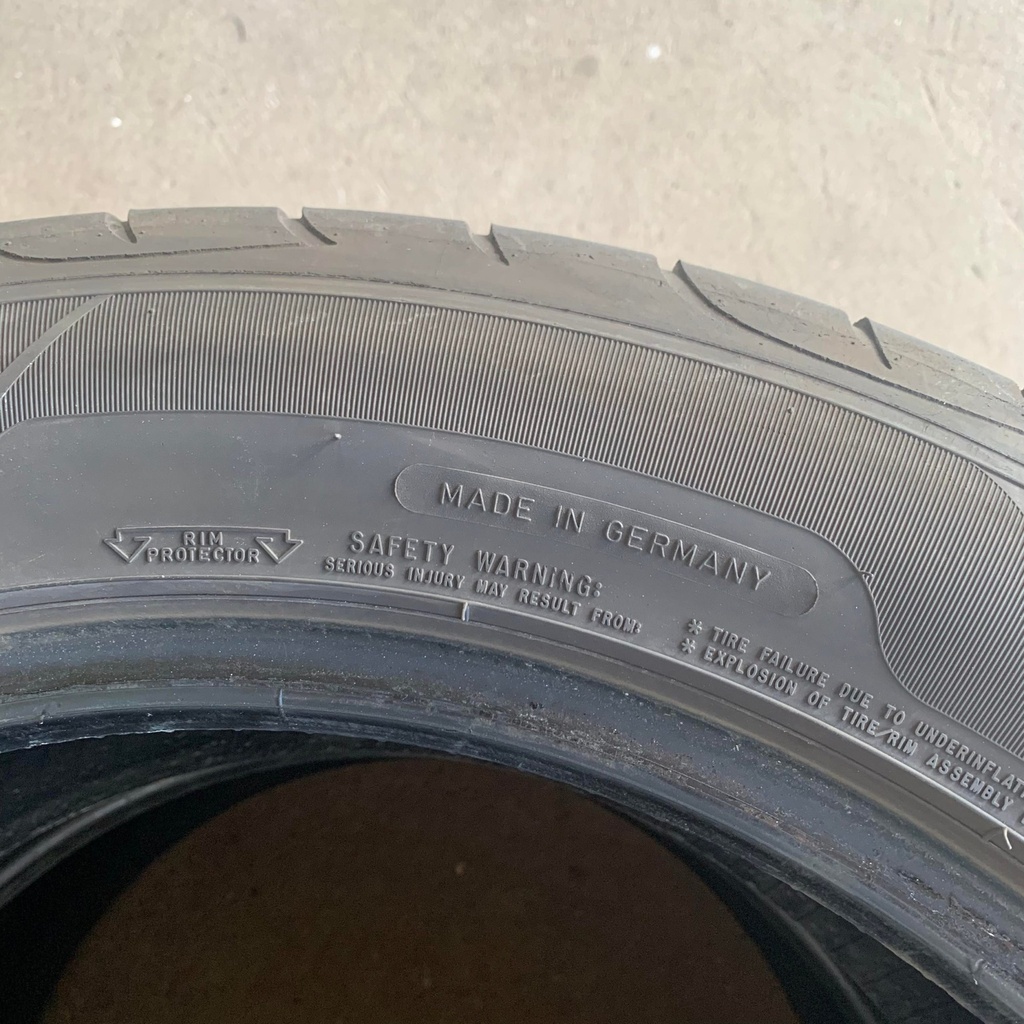 MADE IN GERMANY
RIM
PROTECTOR
SAFETY WARNING:
SERIOUS INJURY MAY RESULT FROM:
* TIRE FAILURE DUE TO
* EXPLOSION OF TIRE/RIM ASSEMBLY